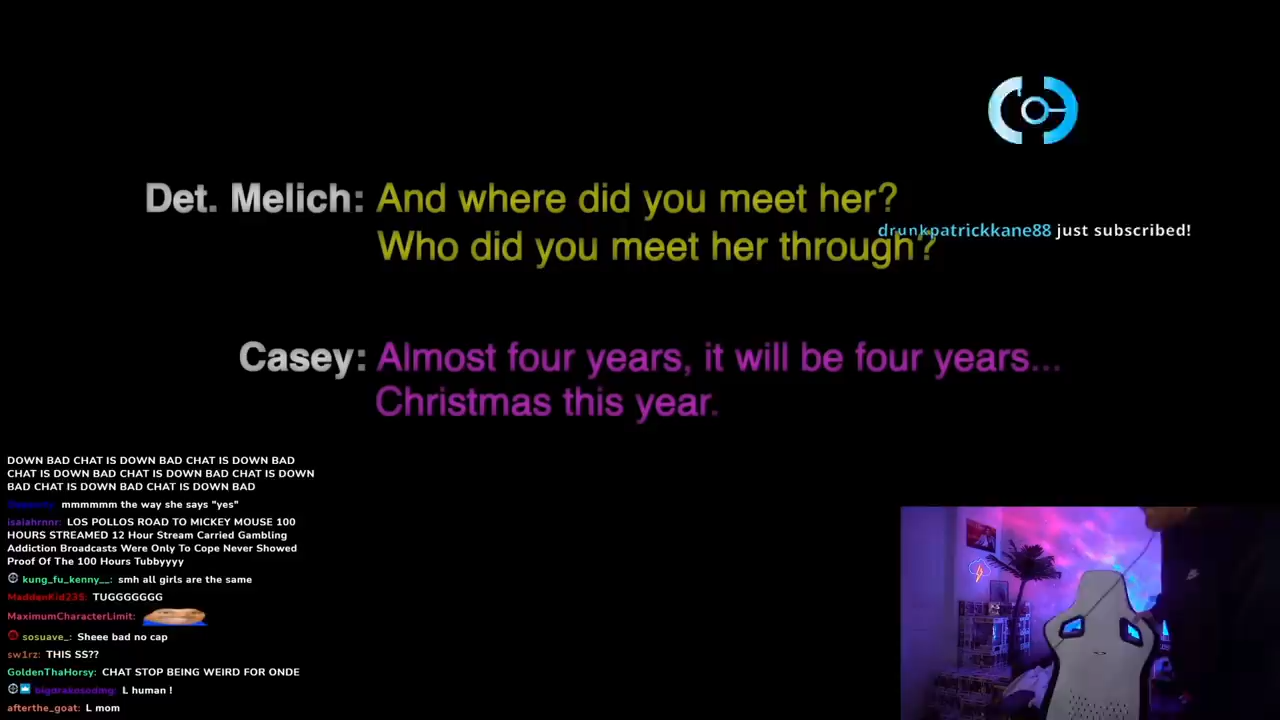 Det. Melich: And where did you meet her?
Who did you meet her through?
drunkpatrickkane88 just subscribed!
Casey: Almost four years, it will be four years...
Christmas this year.
DOWN BAD CHAT IS DOWN BAD CHAT IS DOWN BAD
CHAT IS DOWN BAD CHAT IS DOWN BAD CHAT IS DOWN
BAD CHAT IS DOWN BAD CHAT IS DOWN BAD
mmmmmm the way she says "yes"
isaiahrnnr: LOS POLLOS ROAD TO MICKEY MOUSE 100
HOURS STREAMED 12 Hour Stream Carried Gambling
Addiction Broadcasts Were Only To Cope Never Showed
Proof Of The 100 Hours Tubbyyyy
kung_fu_kenny__: smh all girls are the same
MaddenKid235: TUGGGGGGG
MaximumCharacterLimit:
sosuave_: Sheee bad no cap
sw1rz: THIS SS??
GoldenThaHorsy: CHAT STOP BEING WEIRD FOR ONDE
L human !
afterthe_goat: L mom